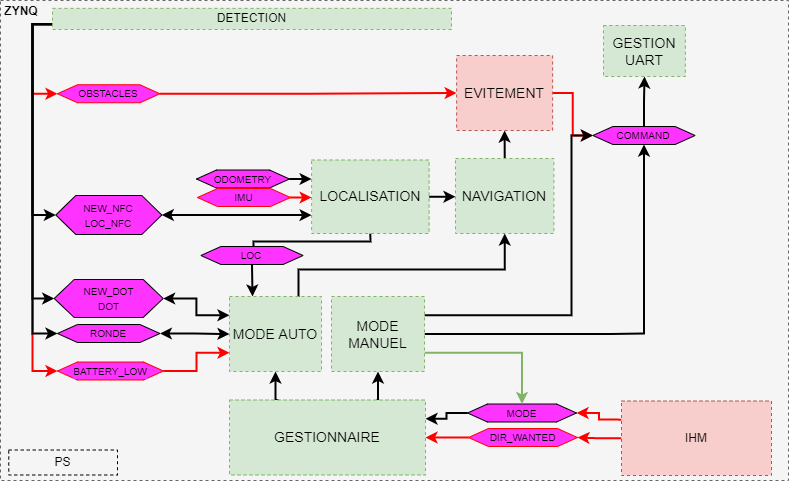 ZYNQ
DETECTION
GESTION
UART
OBSTACLES
EVITEMENT
COMMAND
ODOMETRY
IMU
LOCALISATION
NAVIGATION
NEW_NFC
LOC_NFC
LOC
NEW_DOT
DOT
RONDE
BATTERY_LOW
MODE AUTO
MODE
MANUEL
GESTIONNAIRE
MODE
DIR_WANTED
IHM
PS